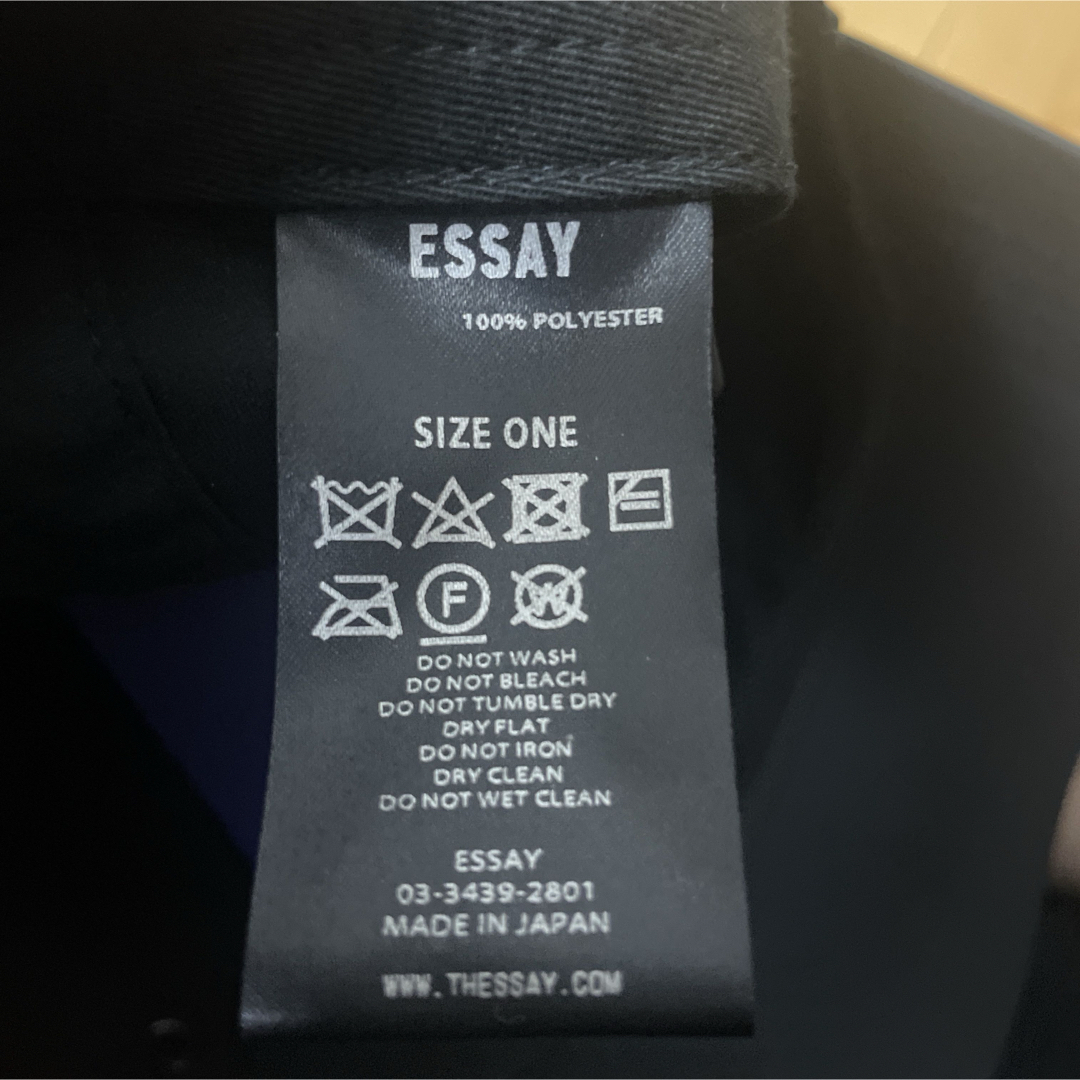 ESSAY
100% POLYESTER
SIZE ONE
F W
DO NOT WASH
DO NOT BLEACH
DO NOT TUMBLE DRY
DRY FLAT
DO NOT IRON
DRY CLEAN
DO NOT WET CLEAN
ESSAY
03-3439-2801
MADE IN JAPAN
WWW.THESSAY.COM